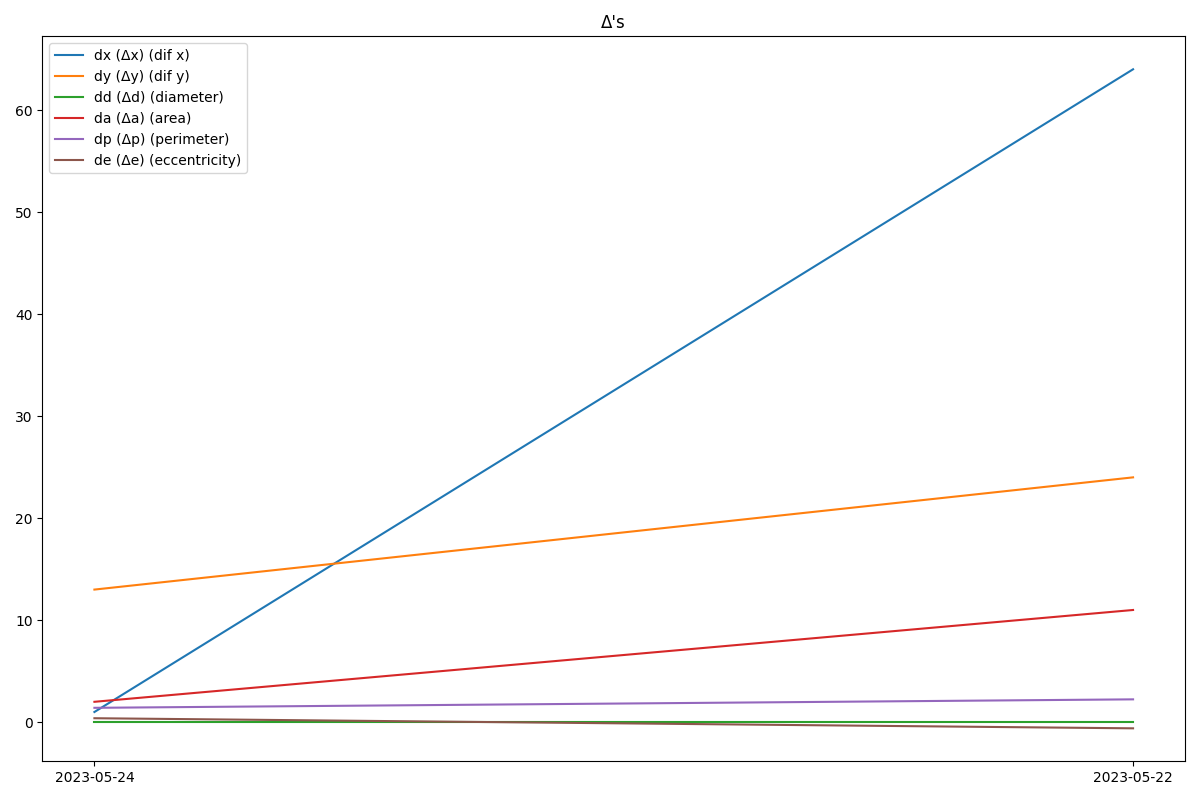 Δ's
dx (Δx) (dif x)
dy (Δy) (dif y)
dd (Δd) (diameter)
da (Δa) (area)
dp (Δp) (perimeter)
de (Δe) (eccentricity)
60
50
40
30
20
10
0
2023-05-24
2023-05-22